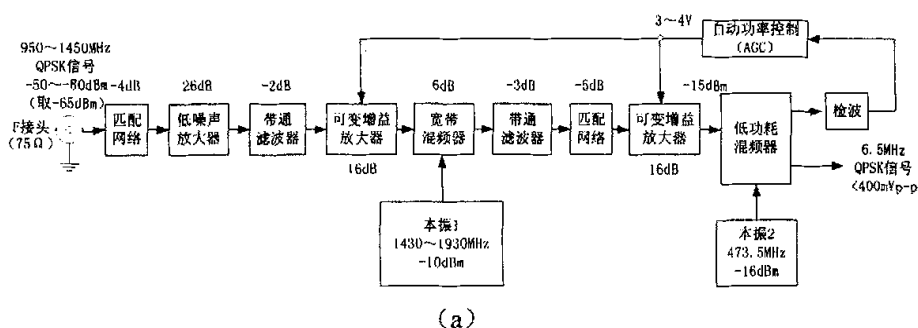 950～1450MHz
QPSK信号
-50～-80dBm
(取-65dBm)
F接头
(75Ω)
-4dB
匹配
网络
26dB
低噪声
放大器
-2dB
带通
滤波器
可变增益
放大器
16dB
6dB
宽带
混频器
-3dB
带通
滤波器
-5dB
匹配
网络
3～4V
可变增益
放大器
16dB
-15dBm
自动功率控制
(AGC)
检波
低功耗
混频器
6.5MHz
QPSK信号
<400mVp-p
本振1
1430～1930MHz
-10dBm
本振2
473.5MHz
-16dBm
(a)